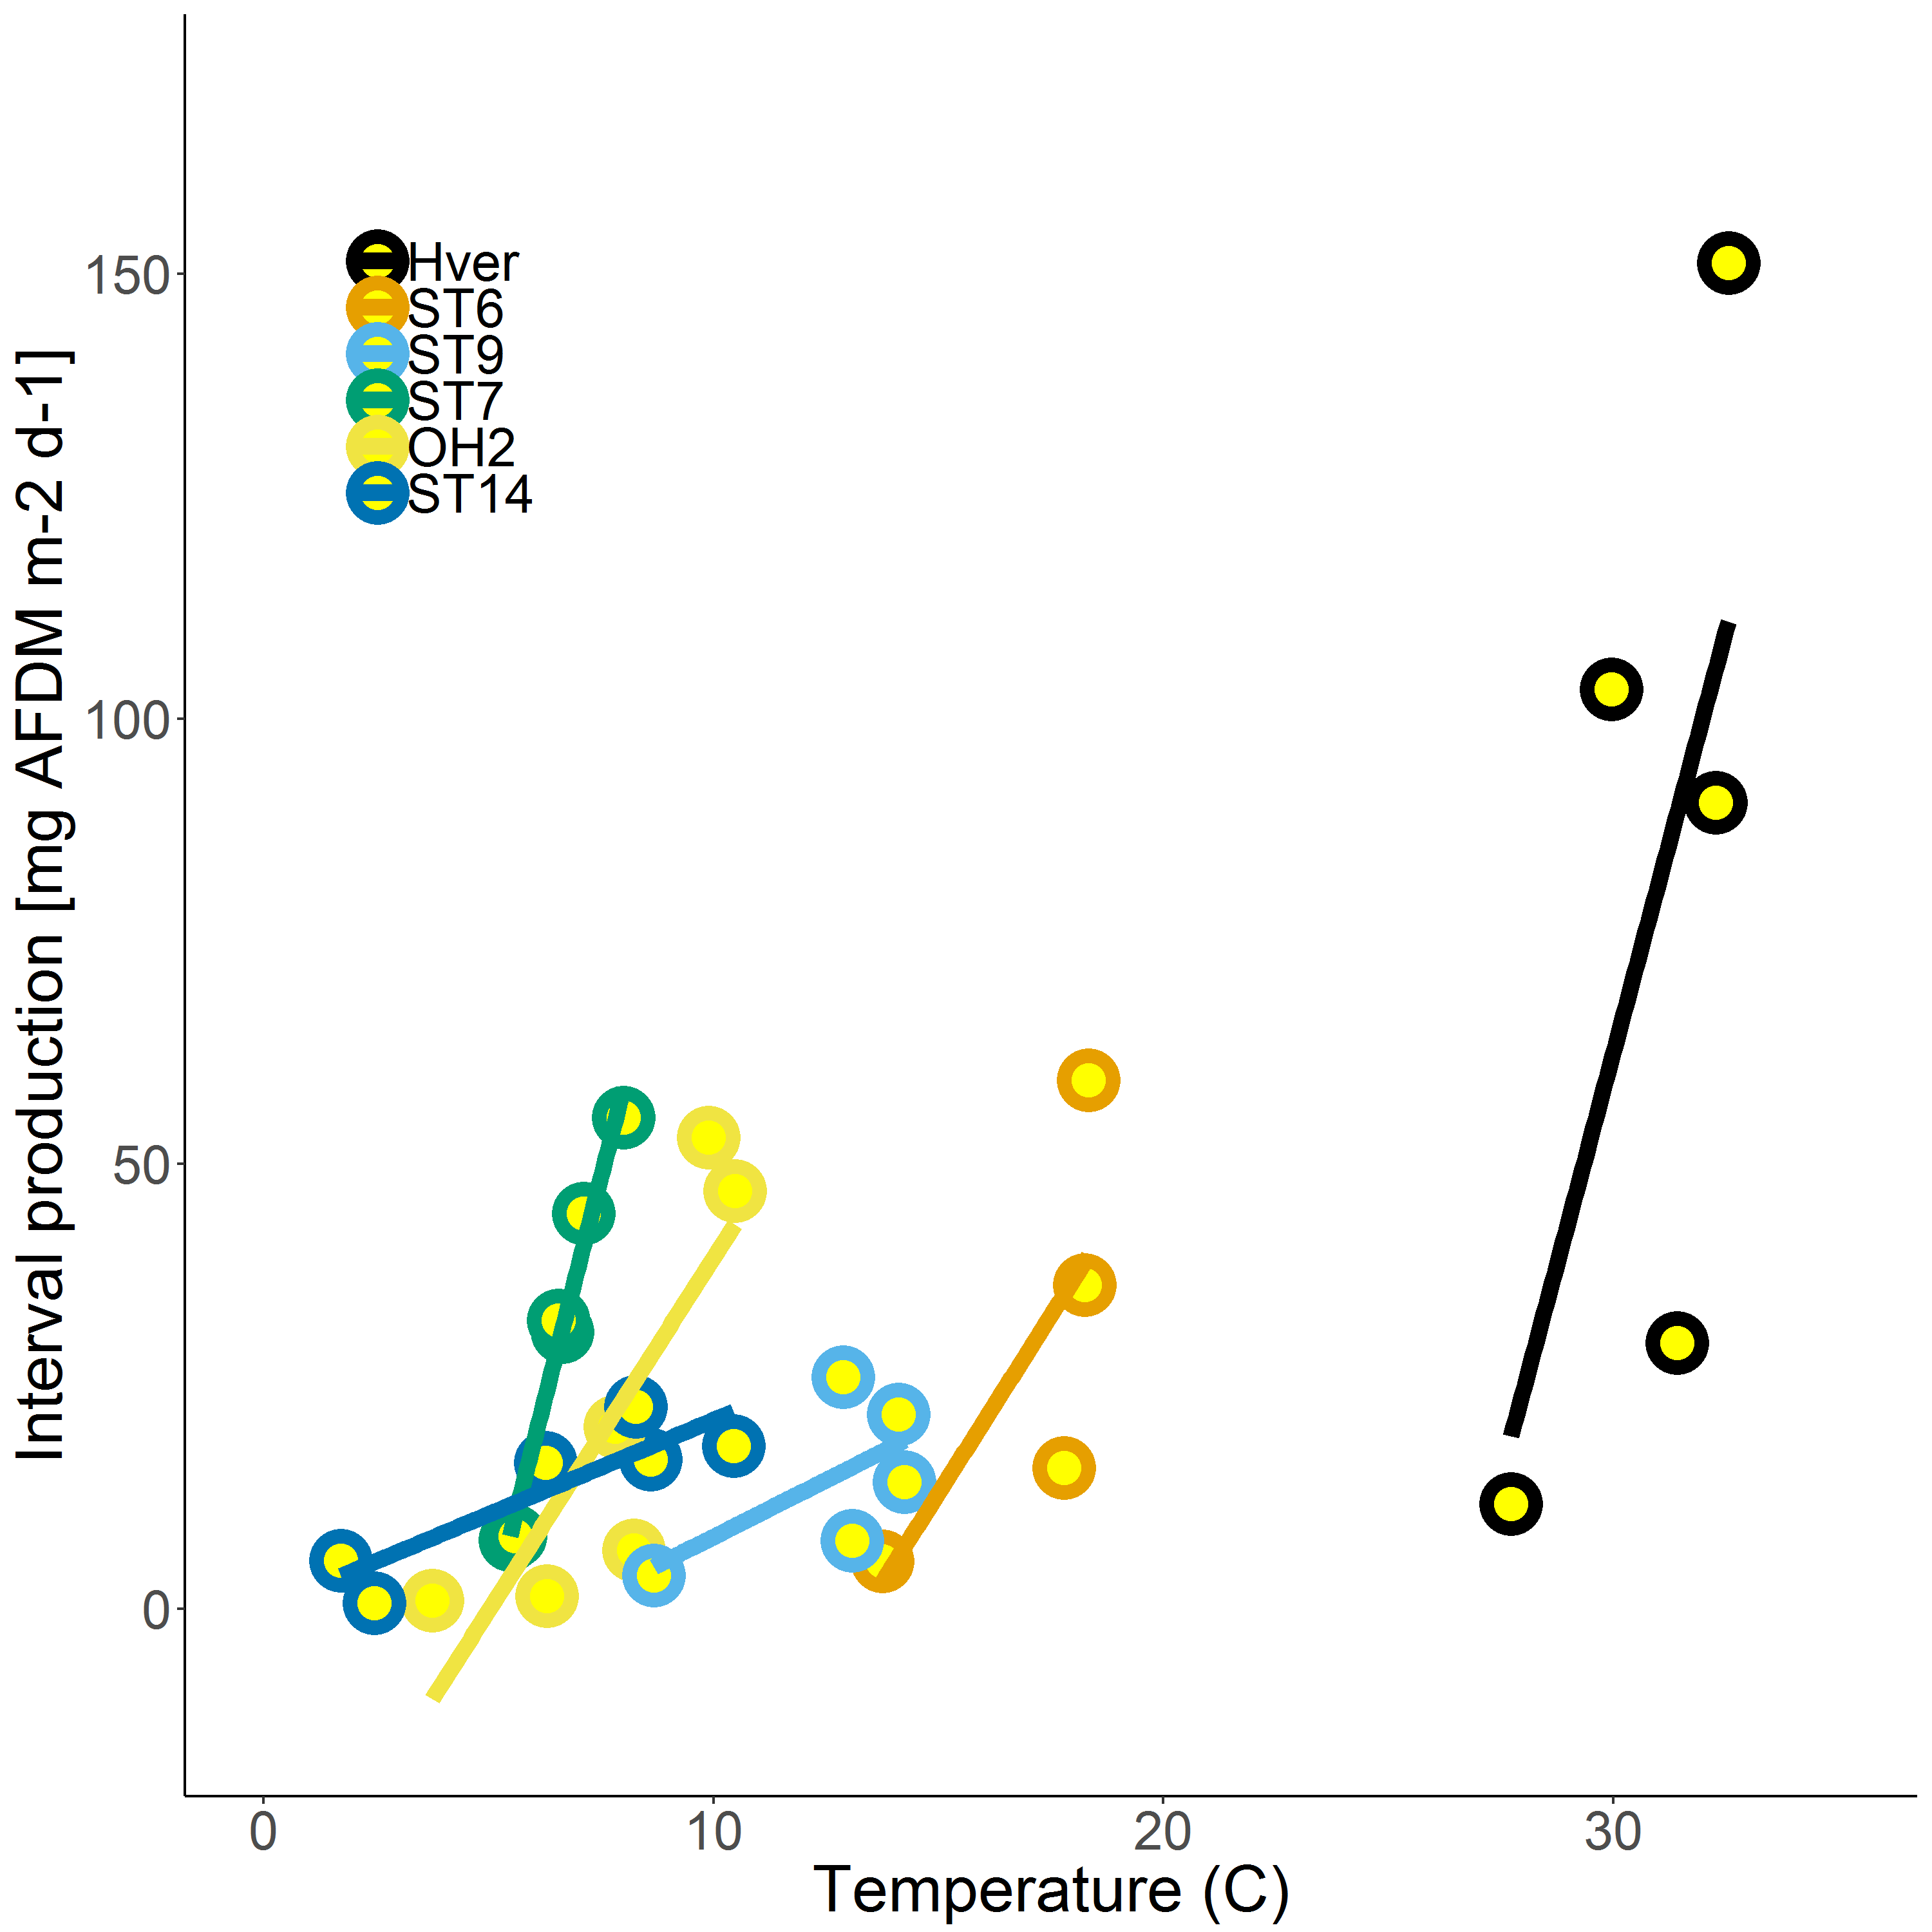 Interval production [mg AFDM m-2 d-1]
150
100
50
0
Hver
ST6
ST9
ST7
OH2
ST14
0 10 20 30
Temperature (C)